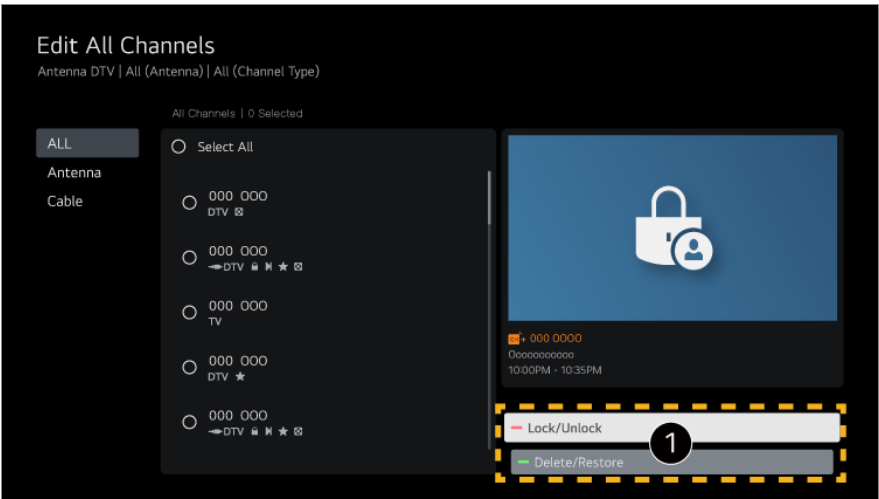 Edit All Channels
Antenna DTV | All (Antenna) | All (Channel Type)
All Channels | 0 Selected
ALL
Antenna
Cable
Select All
000 000
DTV
000 000
DTV
000 000
TV
000 000
DTV
000 000
DTV
CH+ 000 0000
Ooooooooooo
10:00PM - 10:35PM
Lock/Unlock
1
Delete/Restore